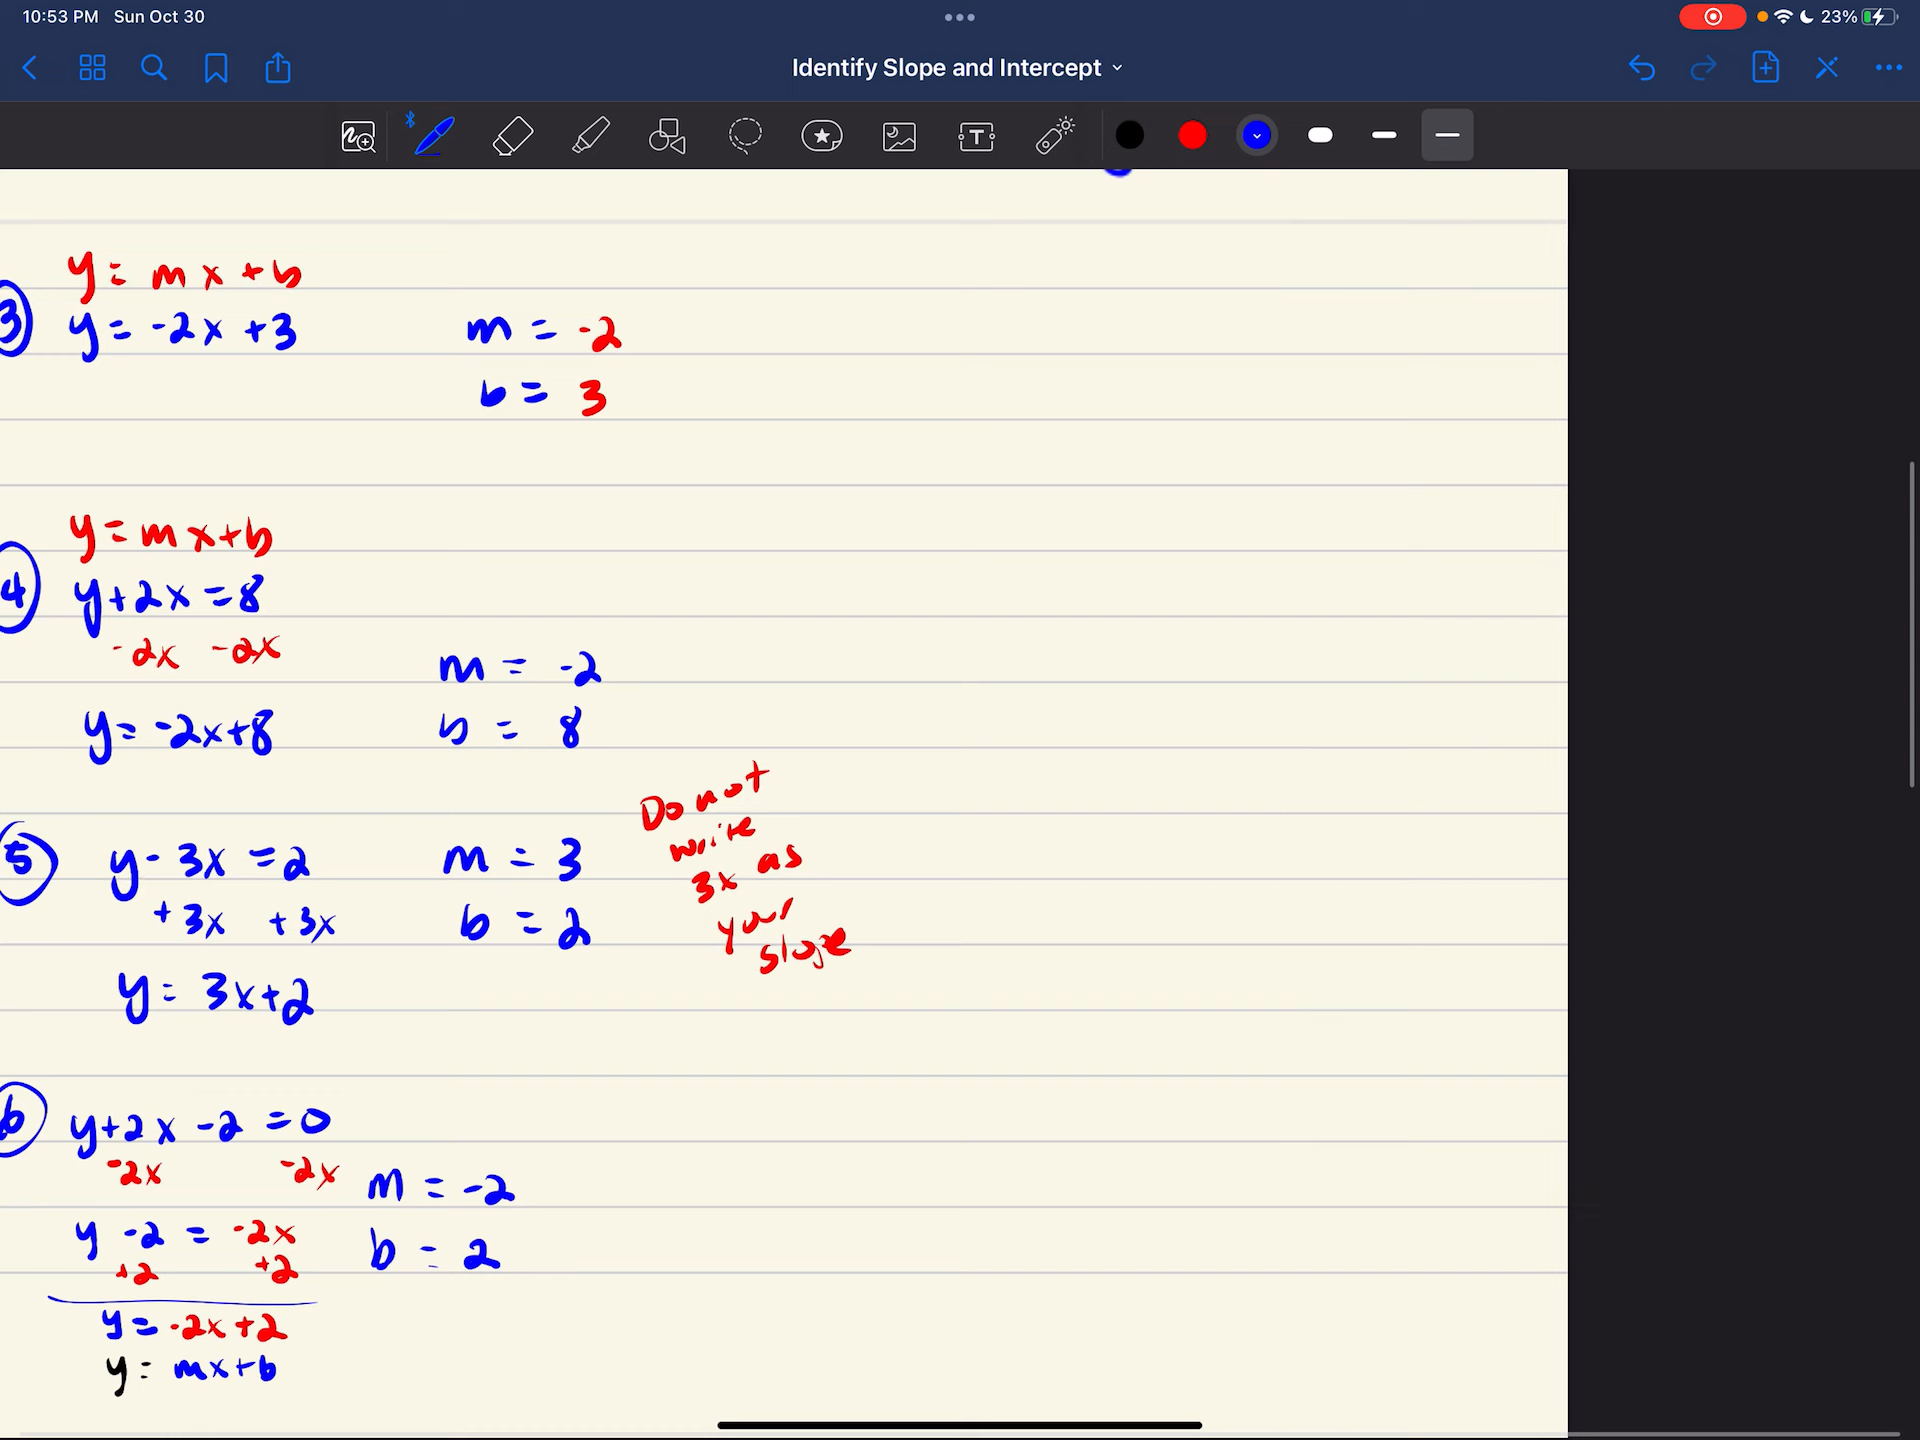 10:53 PM Sun Oct 30
23%
Identify Slope and Intercept
y = mx + b
3 y = -2x + 3
m = -2
b = 3
y = mx + b
4 y + 2x = 8
-2x -2x
y = -2x + 8
m = -2
b = 8
5 y - 3x = 2
+3x +3x
y = 3x + 2
m = 3
b = 2
Do not
write
3x as
your
slope
6 y + 2x - 2 = 0
-2x -2x
y -2 = -2x
+2 +2
y = -2x + 2
y = mx + b
m = -2
b = 2